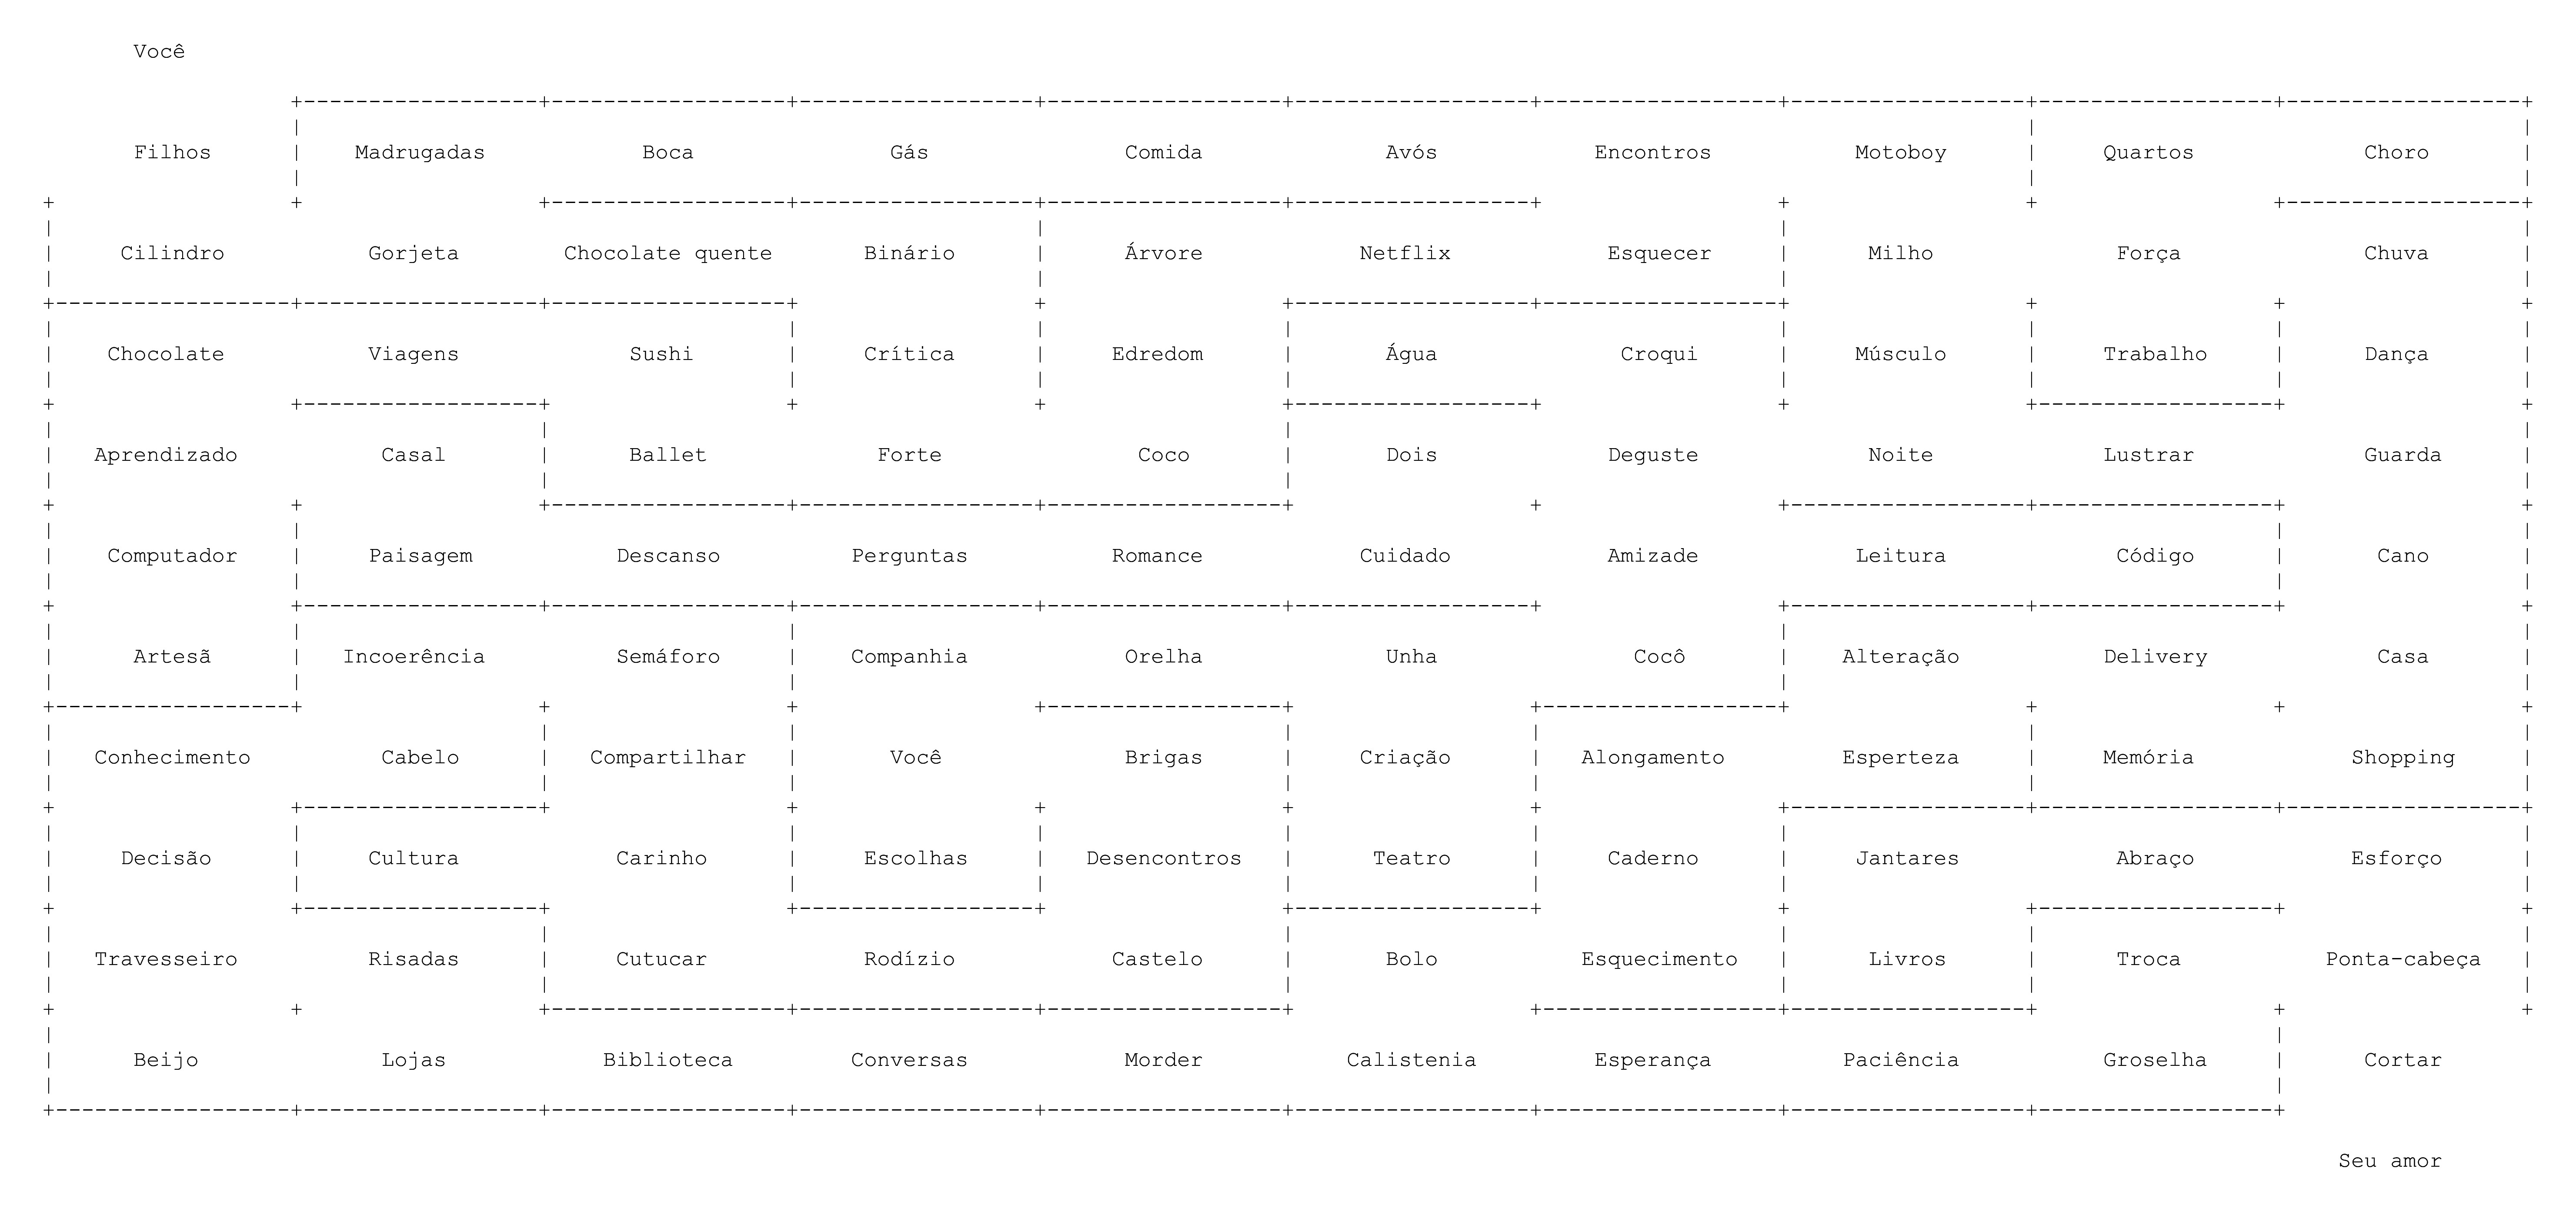 Você
Filhos Madrugadas Boca Gás Comida Avós Encontros Motoboy Quartos Choro
Cilindro Gorjeta Chocolate quente Binário Árvore Netflix Esquecer Milho Força Chuva
Chocolate Viagens Sushi Crítica Edredom Água Croqui Músculo Trabalho Dança
Aprendizado Casal Ballet Forte Coco Dois Deguste Noite Lustrar Guarda
Computador Paisagem Descanso Perguntas Romance Cuidado Amizade Leitura Código Cano
Artesã Incoerência Semáforo Companhia Orelha Unha Cocô Alteração Delivery Casa
Conhecimento Cabelo Compartilhar Você Brigas Criação Alongamento Esperteza Memória Shopping
Decisão Cultura Carinho Escolhas Desencontros Teatro Caderno Jantares Abraço Esforço
Travesseiro Risadas Cutucar Rodízio Castelo Bolo Esquecimento Livros Troca Ponta-cabeça
Beijo Lojas Biblioteca Conversas Morder Calistenia Esperança Paciência Groselha Cortar
Seu amor